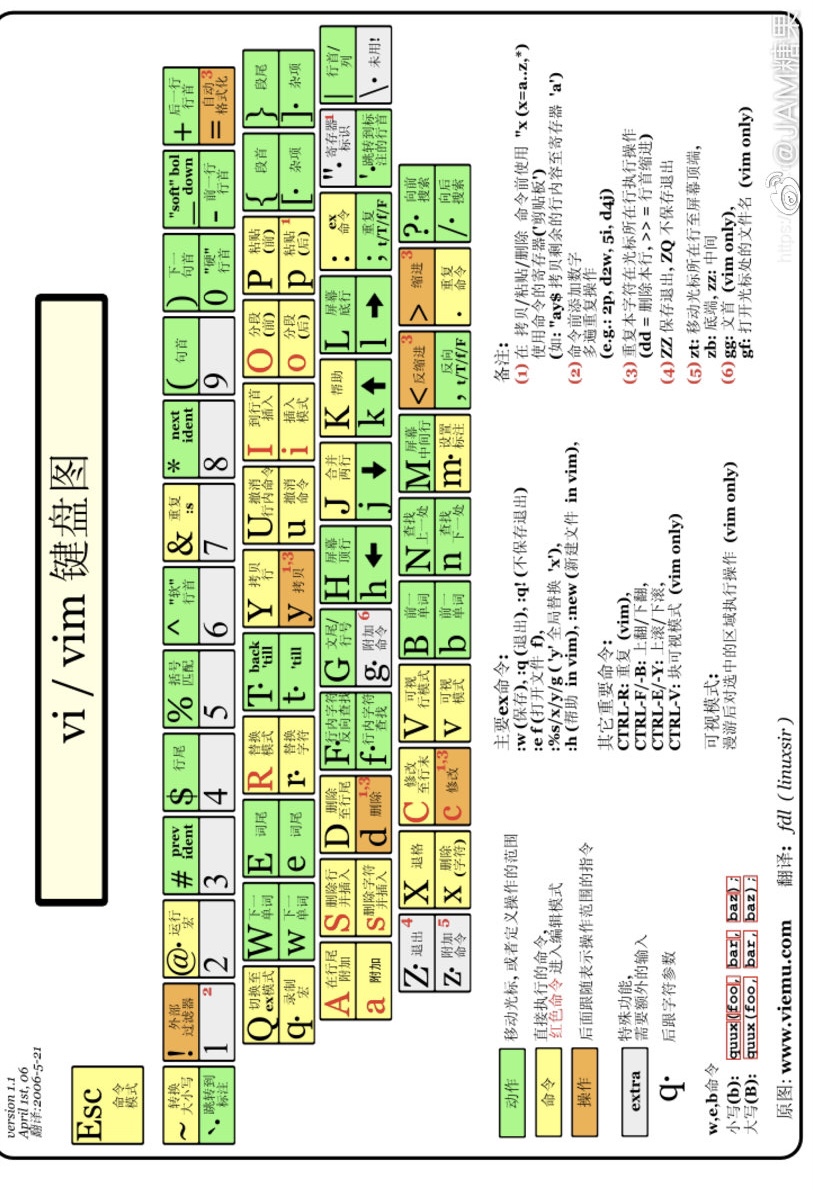 version 1.1
April 1st, 06
翻译:2006-5-21
vi / vim 键盘图
Esc 命令模式
~ 转换大小写 ! 外部过滤器 @· 运行宏 # prev ident $ 行尾 % 括号匹配 ^ "软"行首 & 重复 :s * next ident ( 句首 ) 下一句首 "soft" bol _ down + 后一行行首
`· 跳转到标注 1 2 2 3 4 5 6 7 8 9 0 "硬"行首 - 前一行行首 = 自动格式化 3
Q 切换至ex模式 W 下一单词 E 词尾 R 替换模式 T· back 'till Y 拷贝行 U 撤消行内命令 I 到行首插入 O 分段(前) P 粘贴(前) { 段首 } 段尾
q· 录制宏 w 下一单词 e 词尾 r· 替换字符 t· 'till y 拷贝 1,3 u 撤消命令 i 插入模式 o 分段(后) p 粘贴(后) 1 [· 杂项 ]· 杂项
A 在行尾附加 S 删除行并插入 D 删除至行尾 F· 行内字符反向查找 G 文尾/行号 H 屏幕顶行 J 合并两行 K 帮助 L 屏幕底行 : ex 命令 "· 寄存器标识 1 | 行首/列
a 附加 s 删除字符并插入 d 删除 1,3 f· 行内字符查找 g· 附加命令 6 h ← j ↓ k ↑ l → ; 重复 t/T/f/F '· 跳转到标注的行首 \· 未用!
Z· 退出 4 X 退格 C 修改至行末 V 可视行模式 B 前一单词 N 查找上一处 M 屏幕中间行 < 反缩进 3 > 缩进 3 ?· 向前搜索
z· 附加命令 5 x 删除(字符) c 修改 1,3 v 可视模式 b 前一单词 n 查找下一处 m· 设置标注 , 反向 t/T/f/F . 重复命令 /· 向后搜索
动作 移动光标, 或者定义操作的范围
命令 直接执行的命令,
红色命令 进入编辑模式
操作 后面跟随表示操作范围的指令
extra 特殊功能,
需要额外的输入
q· 后跟字符参数
w,e,b命令
小写(b): quux(foo, bar, baz);
大写(B): quux(foo, bar, baz);
主要ex命令:
:w (保存), :q (退出), :q! (不保存退出)
:e f (打开文件 f),
:%s/x/y/g ( 'y' 全局替换 'x'),
:h (帮助 in vim), :new (新建文件 in vim),
其它重要命令:
CTRL-R: 重复 (vim),
CTRL-F/-B: 上翻/下翻,
CTRL-E/-Y: 上滚/下滚,
CTRL-V: 块可视模式 (vim only)
可视模式:
漫游后对选中的区域执行操作 (vim only)
备注:
(1) 在 拷贝/粘贴/删除 命令前使用 "x (x=a..z,*)
使用命令的寄存器('剪贴板')
(如: "ay$ 拷贝剩余的行内容至寄存器 'a')
(2) 命令前添加数字
多遍重复操作
(e.g.: 2p, d2w, 5i, d4j)
(3) 重复本字符在光标所在行执行操作
(dd = 删除本行, >> = 行首缩进)
(4) ZZ 保存退出, ZQ 不保存退出
(5) zt: 移动光标所在行至屏幕顶端,
zb: 底端, zz: 中间
(6) gg: 文首 (vim only),
gf: 打开光标处的文件名 (vim only)
原图: www.viemu.com 翻译: fdl ( linuxsir )
@JAM糖果